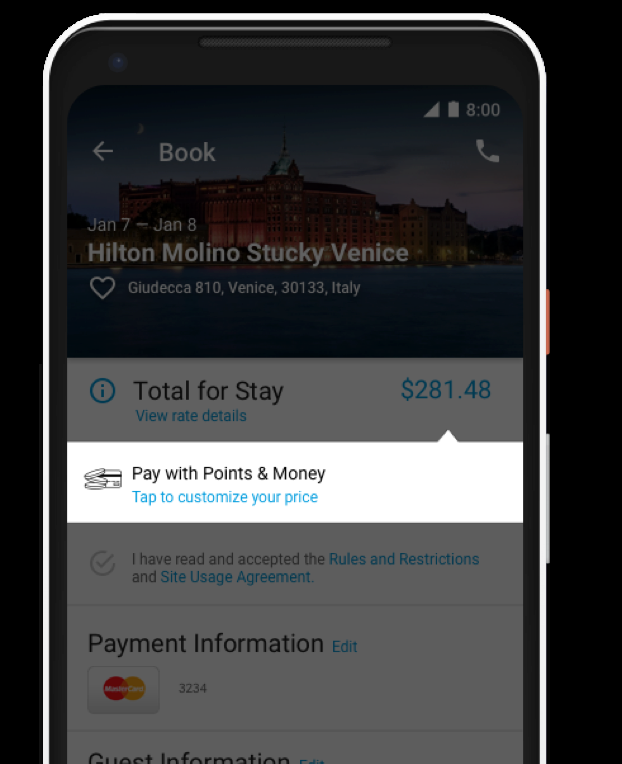 8:00
Book
Jan 7 – Jan 8
Hilton Molino Stucky Venice
Giudecca 810, Venice, 30133, Italy
Total for Stay $281.48
View rate details
Pay with Points & Money
Tap to customize your price
I have read and accepted the Rules and Restrictions
and Site Usage Agreement.
Payment Information Edit
MasterCard 3234
Guest Information Edit